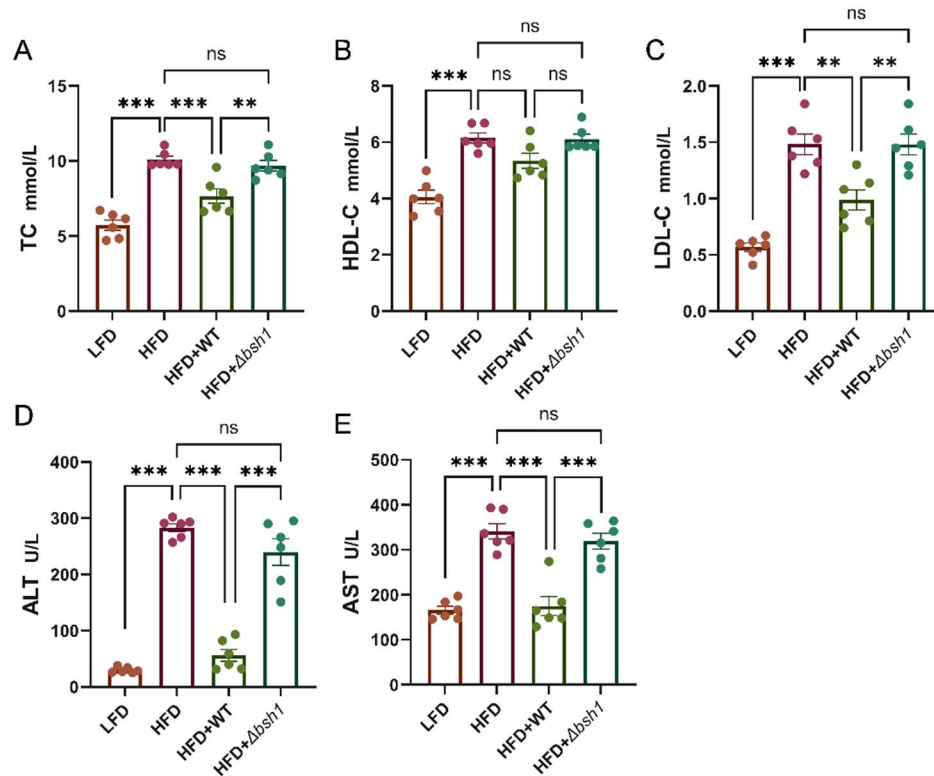 A
ns
*** *** **
TC mmol/L
15
10
5
0
LFD
HFD
HFD+WT
HFD+Δbsh1
B
ns
*** ns ns
HDL-C mmol/L
8
6
4
2
0
LFD
HFD
HFD+WT
HFD+Δbsh1
C
ns
*** ** **
LDL-C mmol/L
2.0
1.5
1.0
0.5
0.0
LFD
HFD
HFD+WT
HFD+Δbsh1
D
ns
*** *** ***
ALT U/L
400
300
200
100
0
LFD
HFD
HFD+WT
HFD+Δbsh1
E
ns
*** *** ***
AST U/L
500
400
300
200
100
0
LFD
HFD
HFD+WT
HFD+Δbsh1